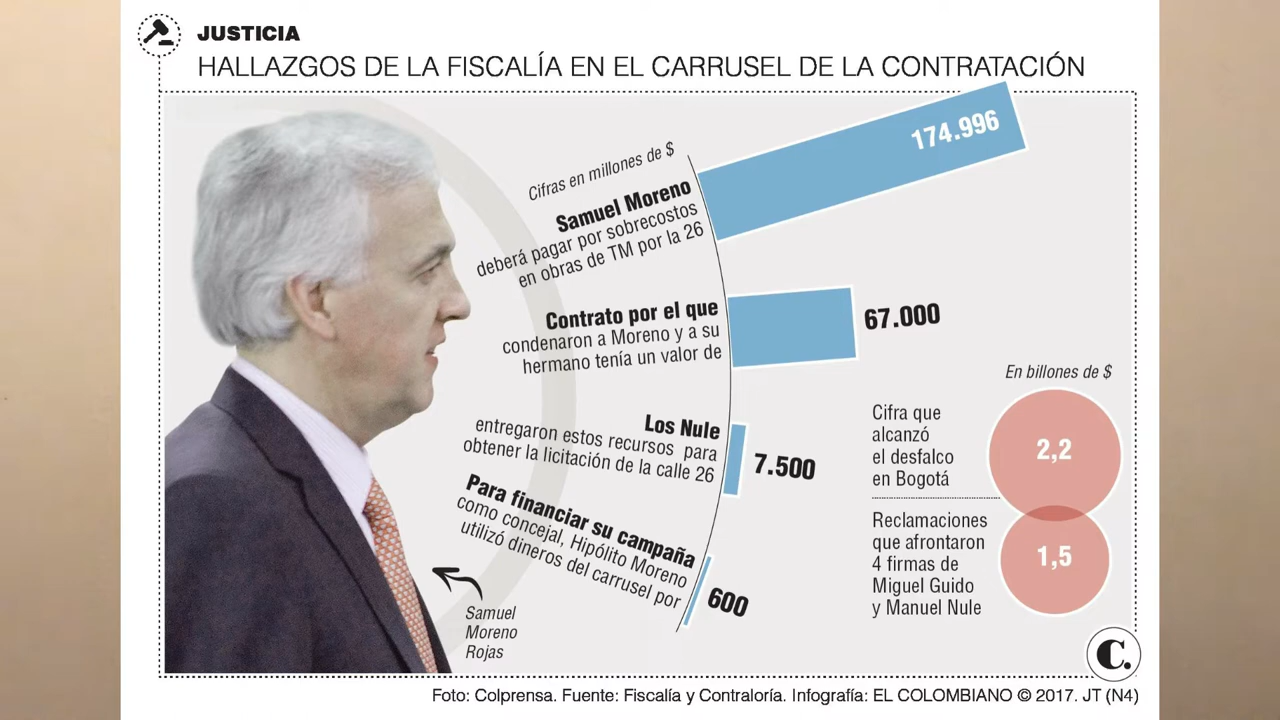 JUSTICIA
HALLAZGOS DE LA FISCALÍA EN EL CARRUSEL DE LA CONTRATACIÓN
Cifras en millones de $
Samuel Moreno
deberá pagar por sobrecostos
en obras de TM por la 26
174.996
Contrato por el que
condenaron a Moreno y a su
hermano tenía un valor de
67.000
Los Nule
entregaron estos recursos para
obtener la licitación de la calle 26
7.500
Para financiar su campaña
como concejal, Hipólito Moreno
utilizó dineros del carrusel por
600
Samuel
Moreno
Rojas
En billones de $
Cifra que
alcanzó
el desfalco
en Bogotá
2,2
Reclamaciones
que afrontaron
4 firmas de
Miguel Guido
y Manuel Nule
1,5
C.
Foto: Colprensa. Fuente: Fiscalía y Contraloría. Infografía: EL COLOMBIANO © 2017. JT (N4)